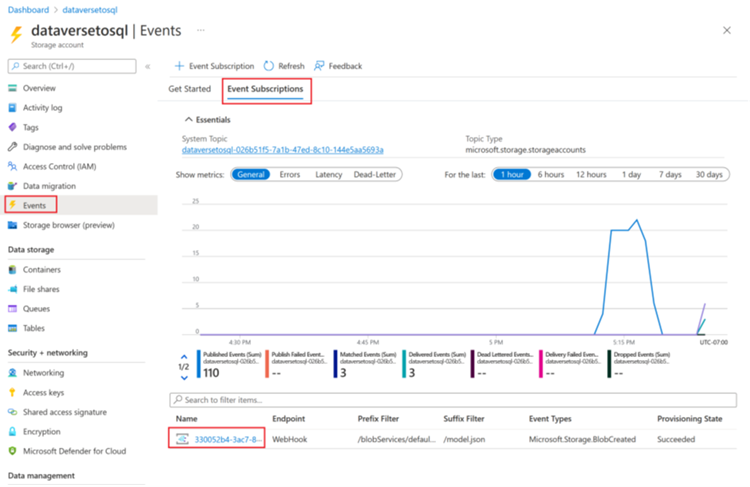 Dashboard > dataversetosql
dataversetosql | Events ...
Storage account
Search (Ctrl+/)
«
Overview
Activity log
Tags
Diagnose and solve problems
Access Control (IAM)
Data migration
Events
Storage browser (preview)
Data storage
Containers
File shares
Queues
Tables
Security + networking
Networking
Access keys
Shared access signature
Encryption
Microsoft Defender for Cloud
Data management
+ Event Subscription Refresh Feedback
Get Started Event Subscriptions
Essentials
System Topic Topic Type
dataversetosql-026b51f5-7a1b-47ed-8c10-144e5aa5693a microsoft.storage.storageaccounts
Show metrics: General Errors Latency Dead-Letter For the last: 1 hour 6 hours 12 hours 1 day 7 days 30 days
25
20
15
10
5
0
4:30 PM 4:45 PM 5 PM 5:15 PM UTC-07:00
1/2
Published Events (Sum) Publish Failed Event... Matched Events (Sum) Delivered Events (Sum) Dead Lettered Events... Delivery Failed Even... Dropped Events (Sum)
dataversetosql-026b5... dataversetosql-026b5... dataversetosql-026b5... dataversetosql-026b5... dataversetosql-026b5... dataversetosql-026b5... dataversetosql-026b5...
110 -- 3 3 -- -- --
Search to filter items...
Name Endpoint Prefix Filter Suffix Filter Event Types Provisioning State
330052b4-3ac7-8... WebHook /blobServices/defaul... /model.json Microsoft.Storage.BlobCreated Succeeded